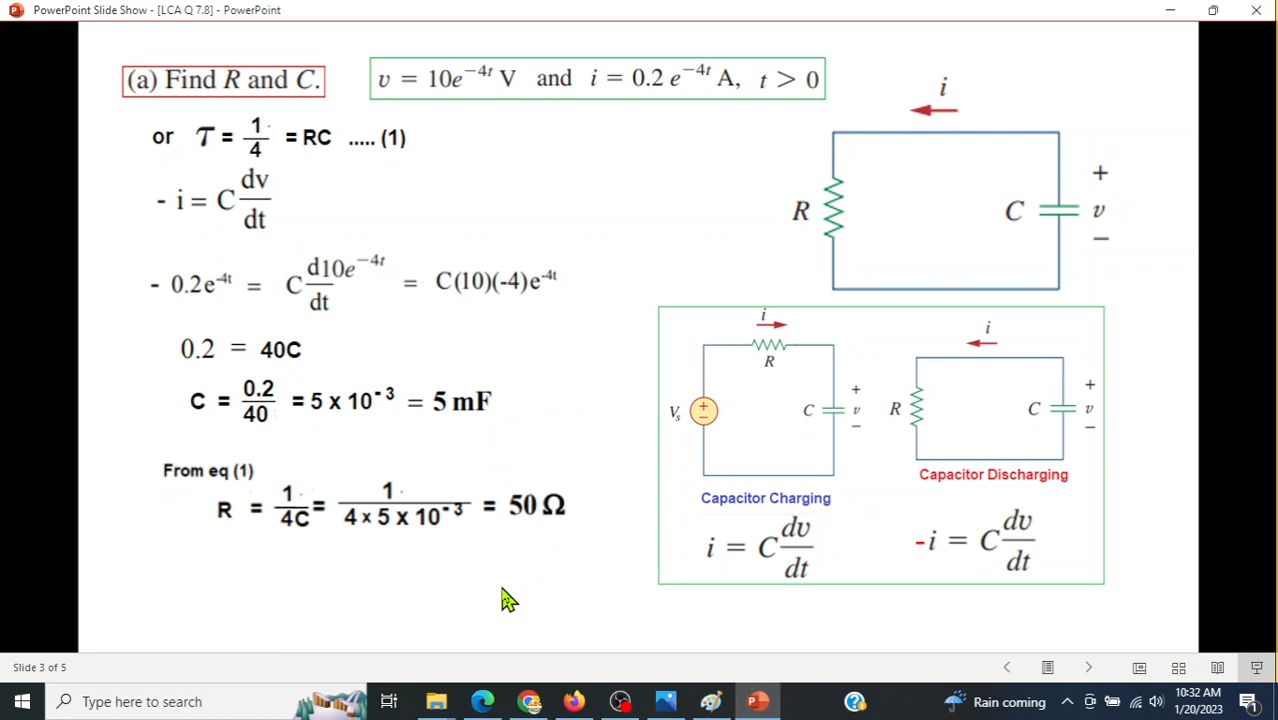 PowerPoint Slide Show - [LCA Q 7.8] - PowerPoint
(a) Find R and C.
v = 10e⁻⁴ᵗ V and i = 0.2 e⁻⁴ᵗ A, t > 0
or τ = 1/4 = RC ..... (1)
- i = C dv/dt
- 0.2e⁻⁴ᵗ = C d10e⁻⁴ᵗ/dt = C(10)(-4)e⁻⁴ᵗ
0.2 = 40C
C = 0.2/40 = 5 x 10⁻³ = 5 mF
From eq (1)
R = 1/4C = 1/4 x 5 x 10⁻³ = 50 Ω
i
R
C
+
v
−
i
R
Vs
+
−
C
+
v
−
Capacitor Charging
i = C dv/dt
i
R
C
+
v
−
Capacitor Discharging
-i = C dv/dt
Slide 3 of 5
Type here to search
Rain coming
10:32 AM
1/20/2023
1